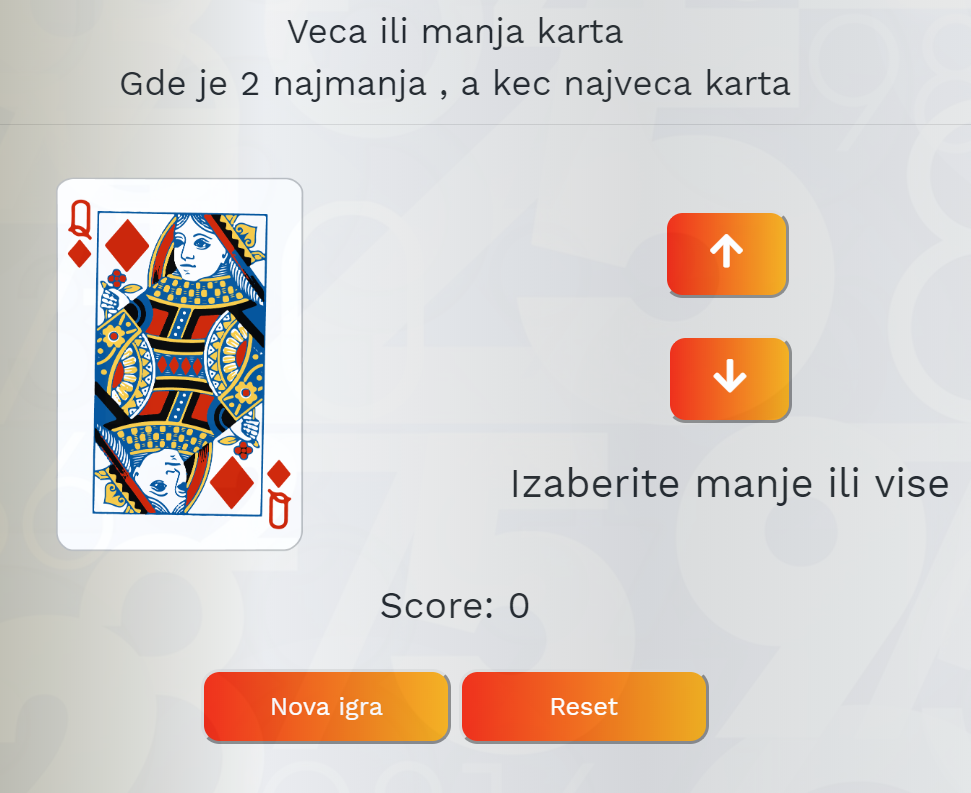 Veca ili manja karta
Gde je 2 najmanja , a kec najveca karta
Q
Izaberite manje ili vise
Q
Score: 0
Nova igra
Reset